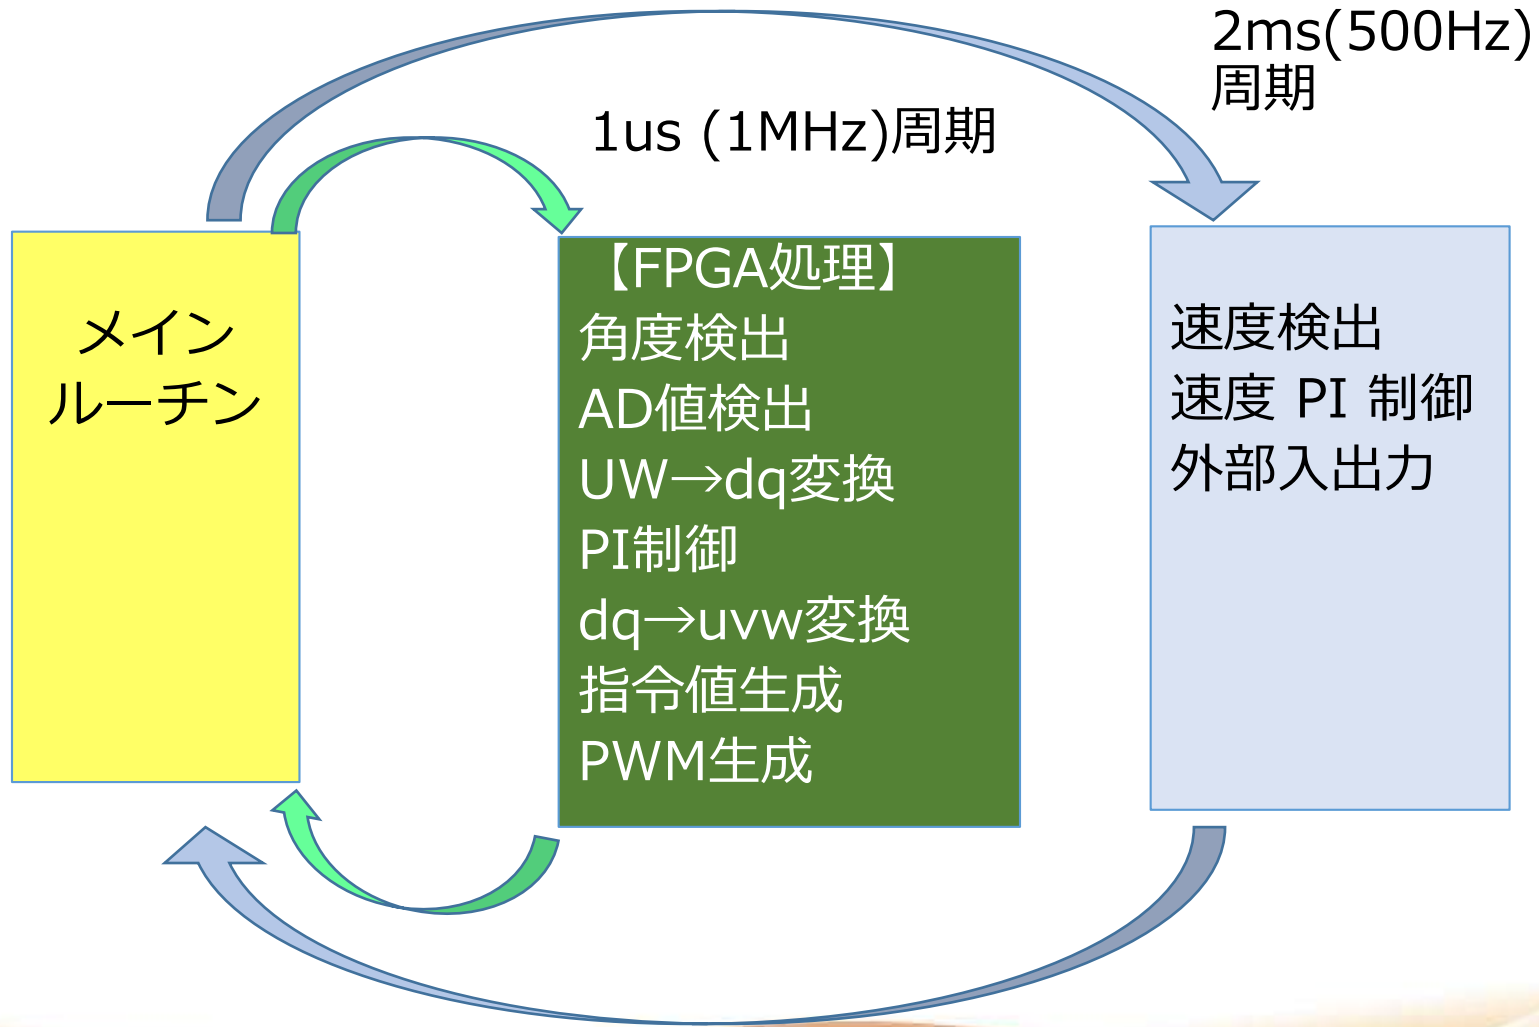 2ms(500Hz)
周期
1us (1MHz)周期
メイン
ルーチン
【FPGA処理】
角度検出
AD値検出
UW→dq変換
PI制御
dq→uvw変換
指令値生成
PWM生成
速度検出
速度 PI 制御
外部入出力